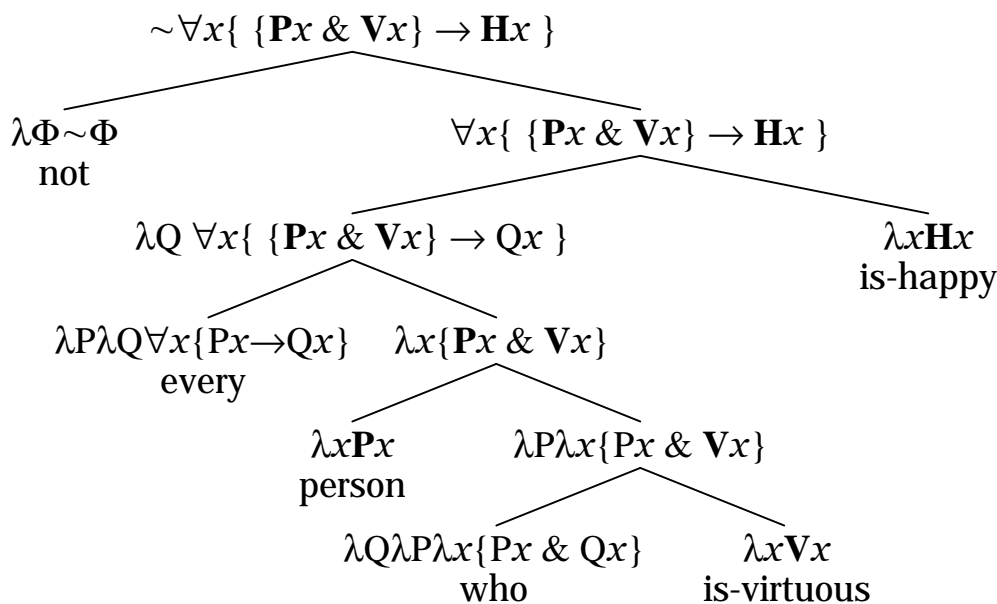 ~∀x{ {Px & Vx} → Hx }
λΦ~Φ
not
∀x{ {Px & Vx} → Hx }
λQ ∀x{ {Px & Vx} → Qx }
λxHx
is-happy
λPλQ∀x{Px→Qx}
every
λx{Px & Vx}
λxPx
person
λPλx{Px & Vx}
λQλPλx{Px & Qx}
who
λxVx
is-virtuous